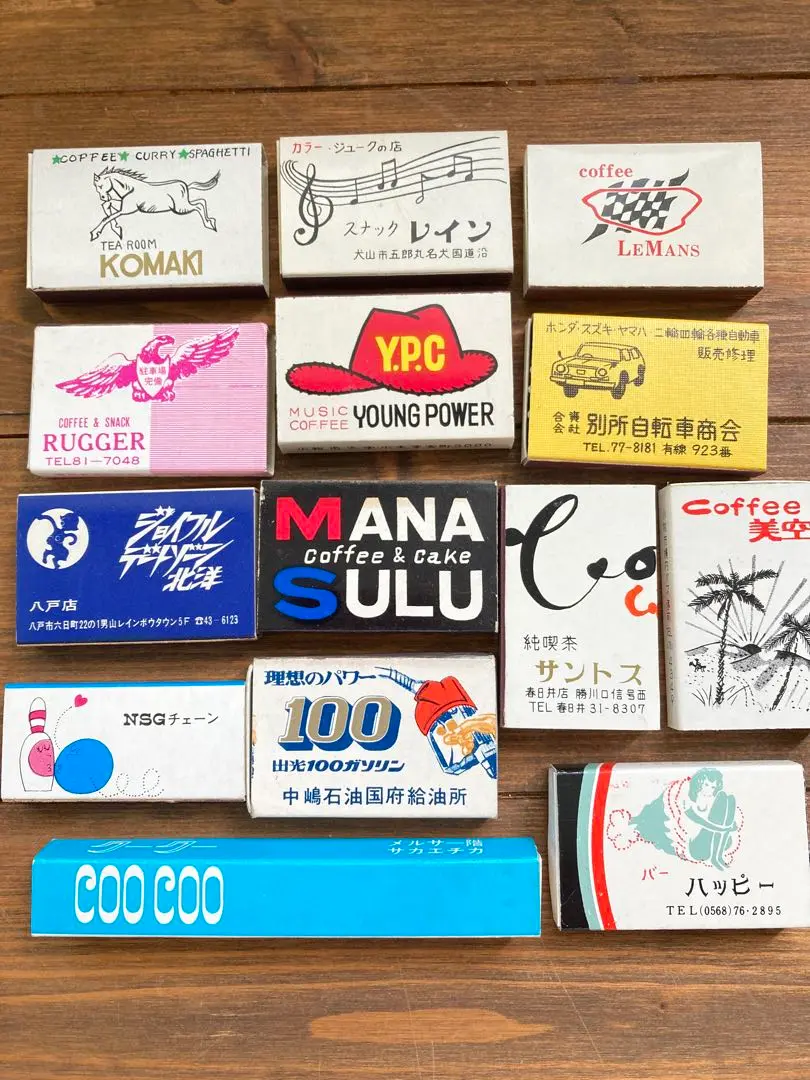 ★COFFEE★ CURRY★SPAGHETTI
TEA ROOM
KOMAKI
カラー・ジュークの店
スナック レイン
犬山市五郎丸名犬国道沿
coffee
LEMANS
駐車場
完備
COFFEE & SNACK
RUGGER
TEL81-7048
Y.P.C
MUSIC
COFFEE
YOUNG POWER
ホンダ・スズキ・ヤマハ・二輪四輪各種自動車
販売修理
合資
会社
別所自転車商会
TEL.77-8181 有線 923番
ジョイフル
デートゾーン
北洋
八戸店
八戸市六日町22の1男山レインボウタウン5F ☎43-6123
MANA
Coffee & Cake
SULU
純喫茶
サントス
春日井店 勝川口信号西
TEL 春日井 31-8307
Coffee
美空
NSGチェーン
理想のパワー
100
出光100ガソリン
中嶋石油国府給油所
クークー
メルサ一階
サカエチカ
COO COO
バー
ハッピー
TEL(0568)76-2895